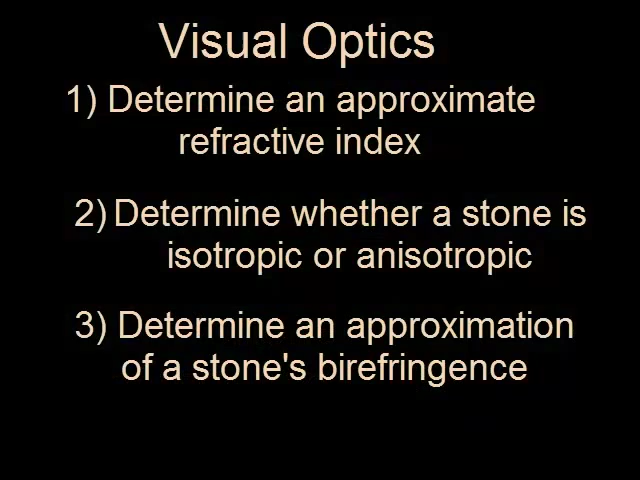 Visual Optics
1) Determine an approximate
refractive index
2) Determine whether a stone is
isotropic or anisotropic
3) Determine an approximation
of a stone's birefringence